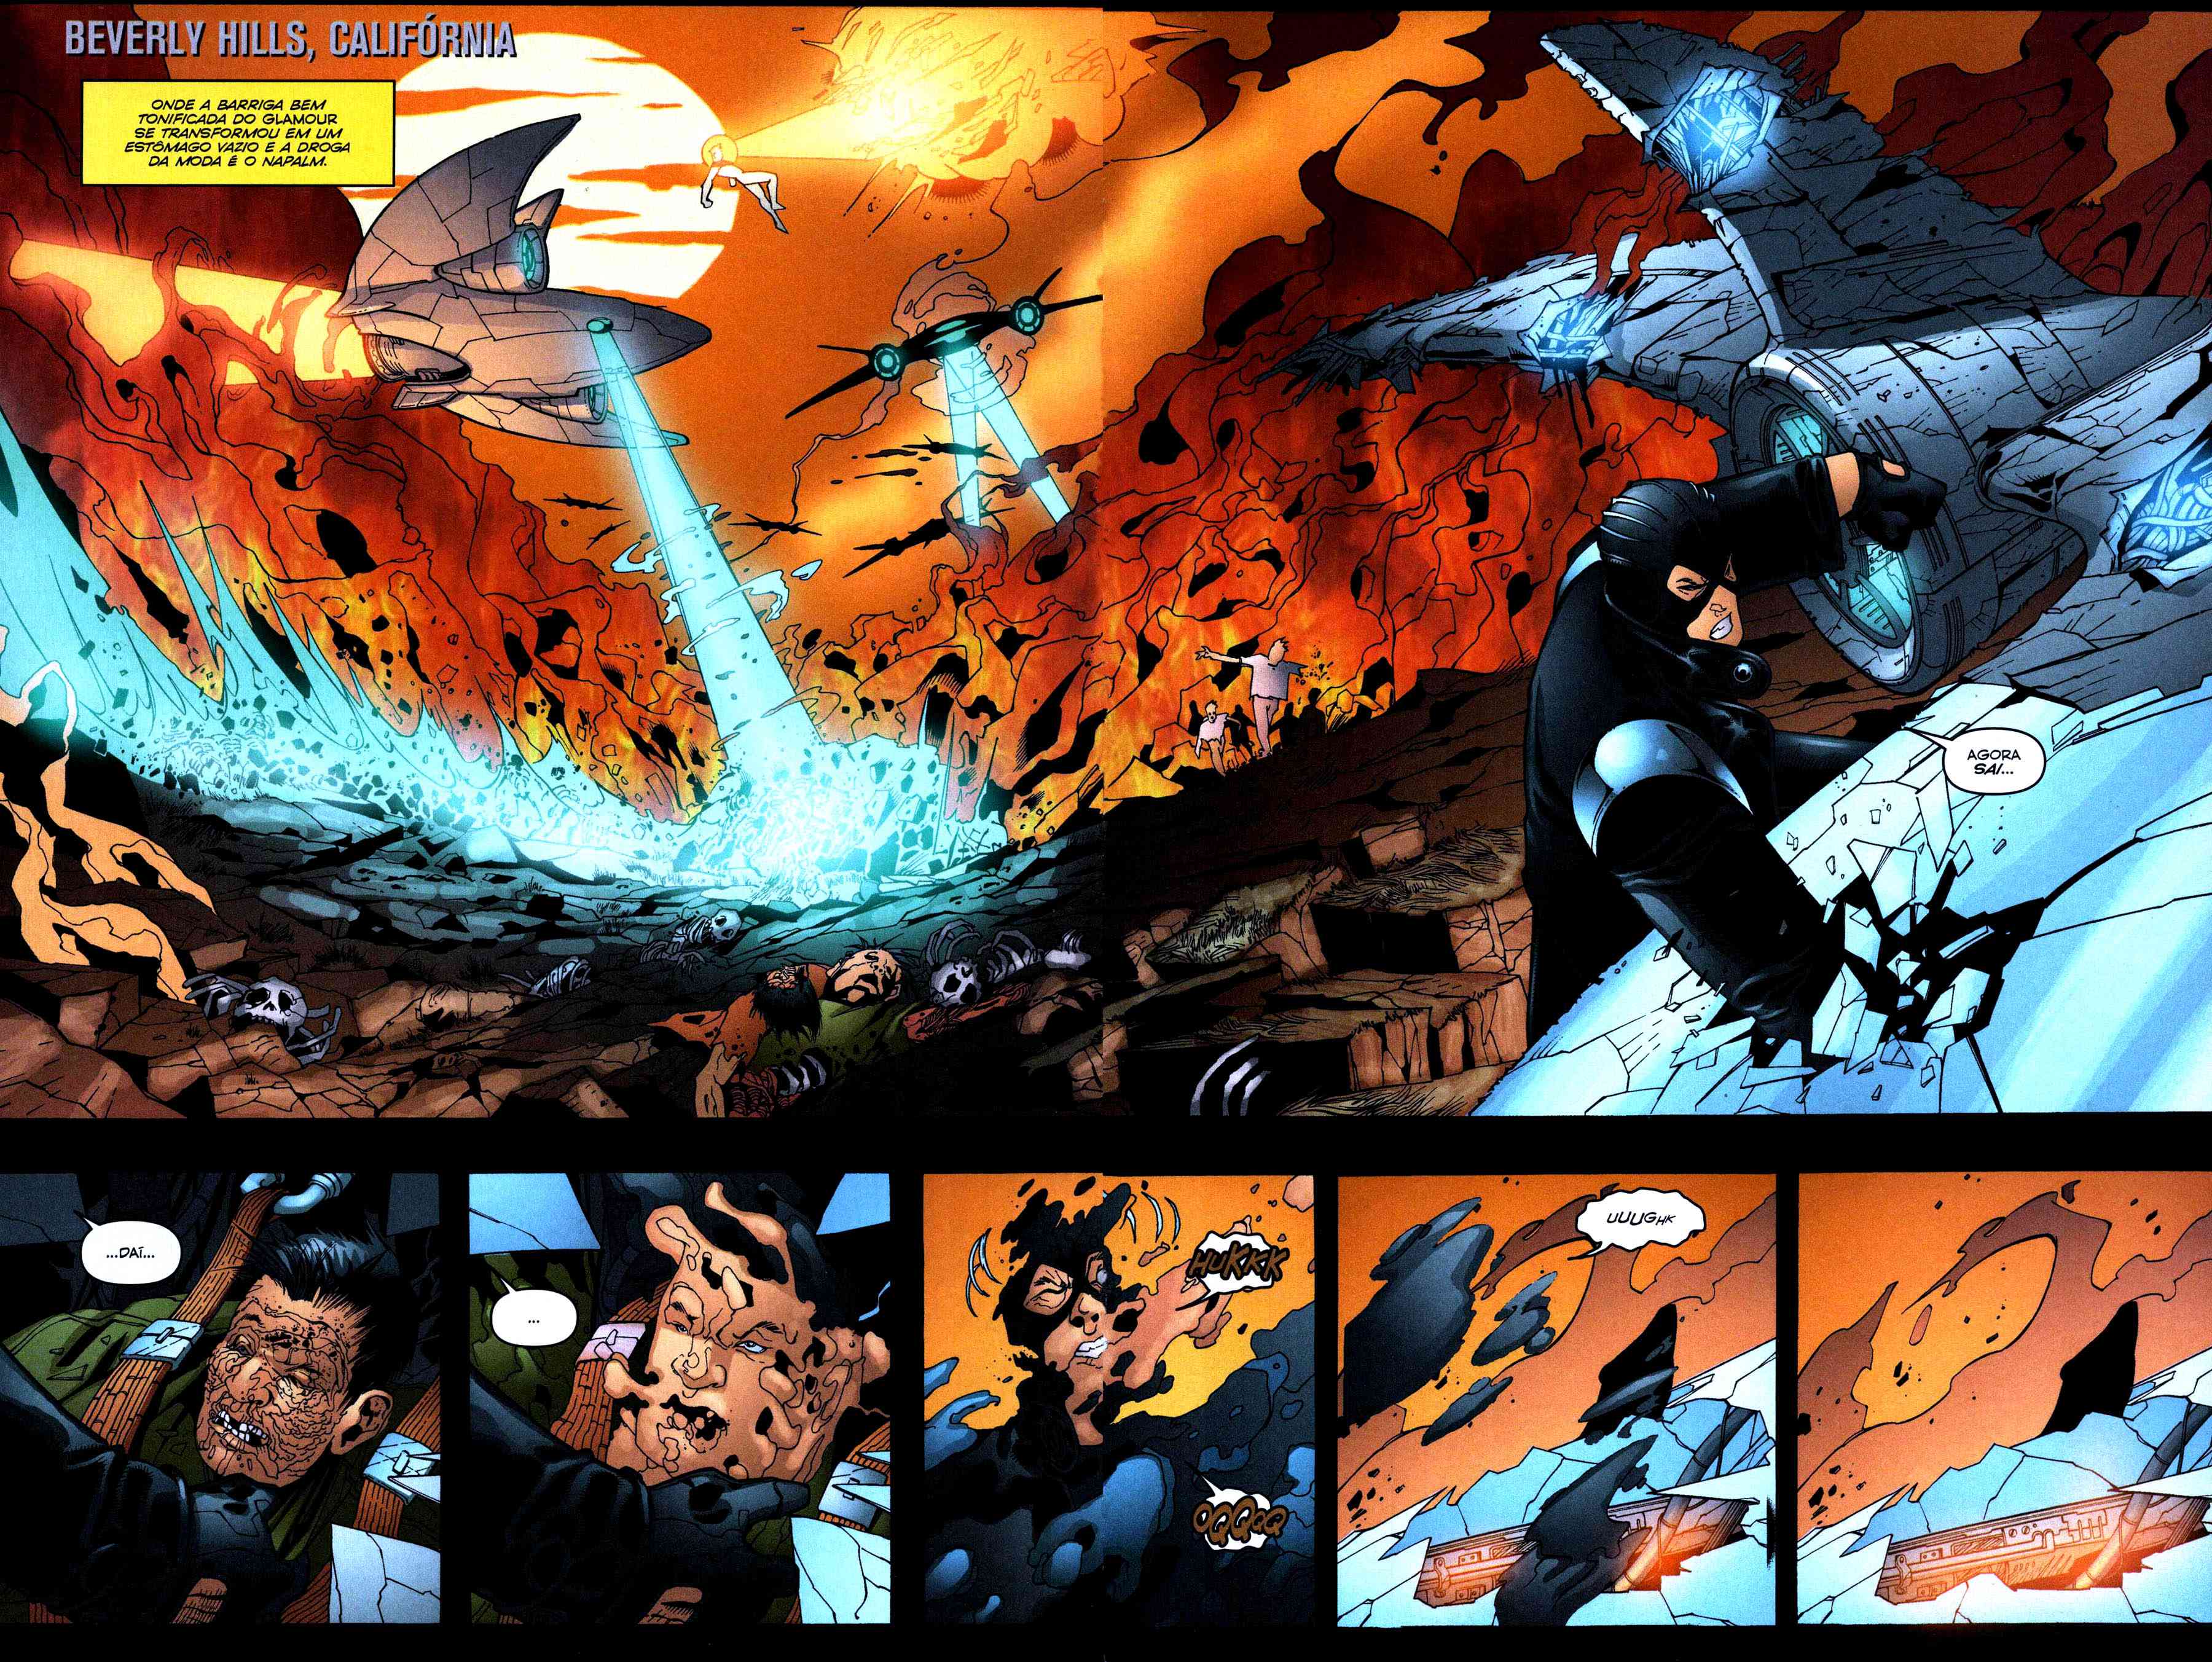 BEVERLY HILLS, CALIFÓRNIA
ONDE A BARRIGA BEM
TONIFICADA DO GLAMOUR
SE TRANSFORMOU EM UM
ESTÔMAGO VAZIO E A DROGA
DA MODA É O NAPALM.
AGORA
SAI...
...DAÍ...
...
HUKKK
OQQQQ
UUUGHK